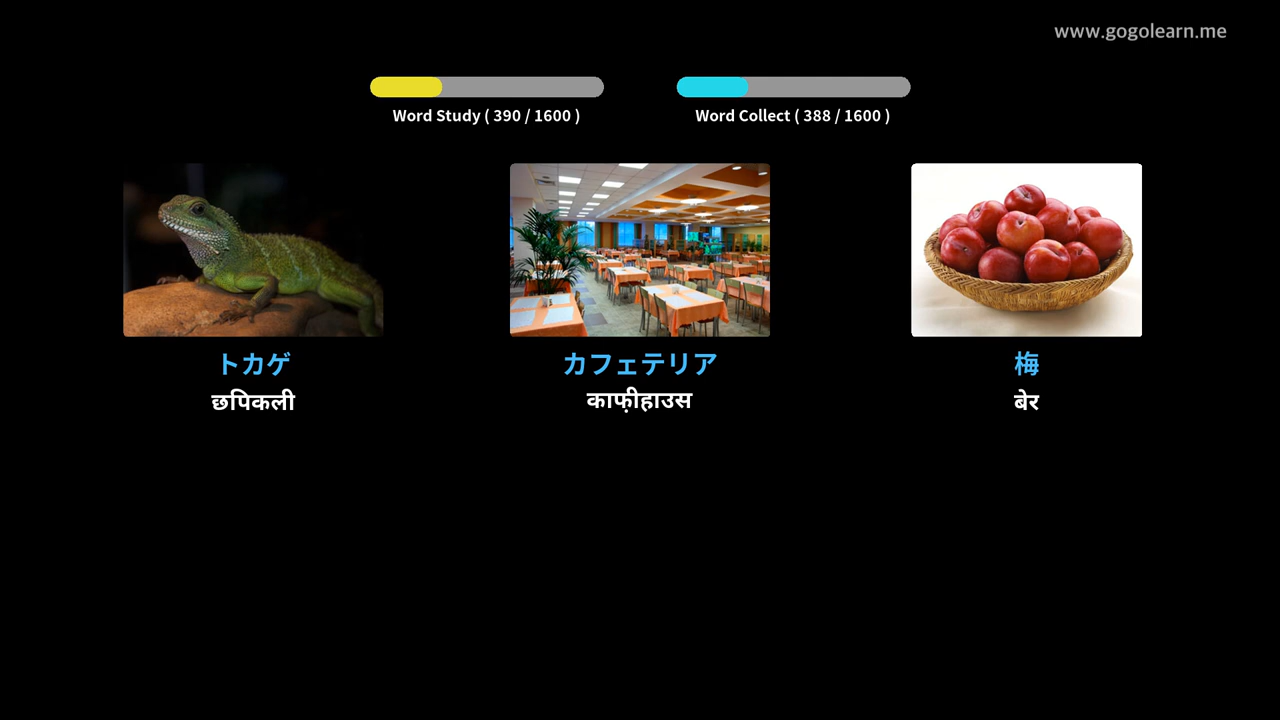 www.gogolearn.me
Word Study ( 390 / 1600 )
Word Collect ( 388 / 1600 )
トカゲ
छिपकली
カフェテリア
काफ़ीहाउस
梅
बेर